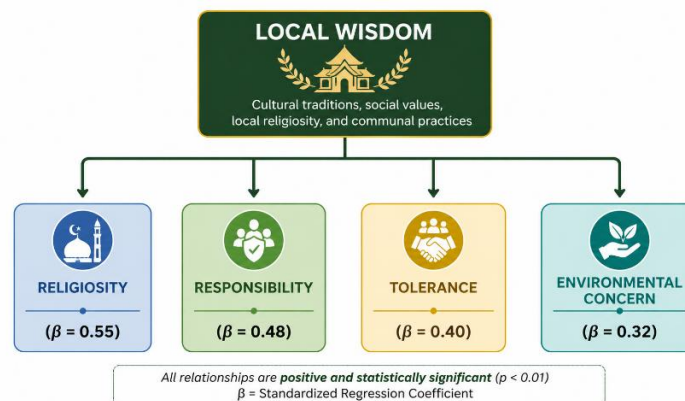 LOCAL WISDOM
Cultural traditions, social values,
local religiosity, and communal practices
RELIGIOSITY
(β = 0.55)
RESPONSIBILITY
(β = 0.48)
TOLERANCE
(β = 0.40)
ENVIRONMENTAL
CONCERN
(β = 0.32)
All relationships are positive and statistically significant (p < 0.01)
β = Standardized Regression Coefficient